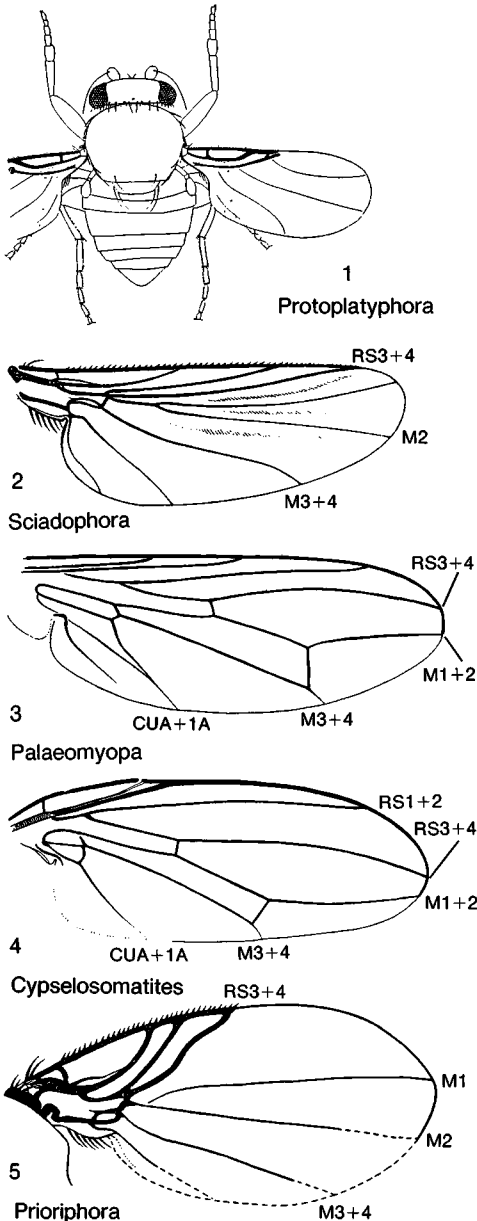 1
Protoplatyphora
RS3+4
M2
2
M3+4
Sciadophora
RS3+4
M1+2
3
CUA+1A
M3+4
Palaeomyopa
RS1+2
RS3+4
M1+2
4
CUA+1A
M3+4
Cypselosomatites
RS3+4
M1
M2
5
M3+4
Prioriphora